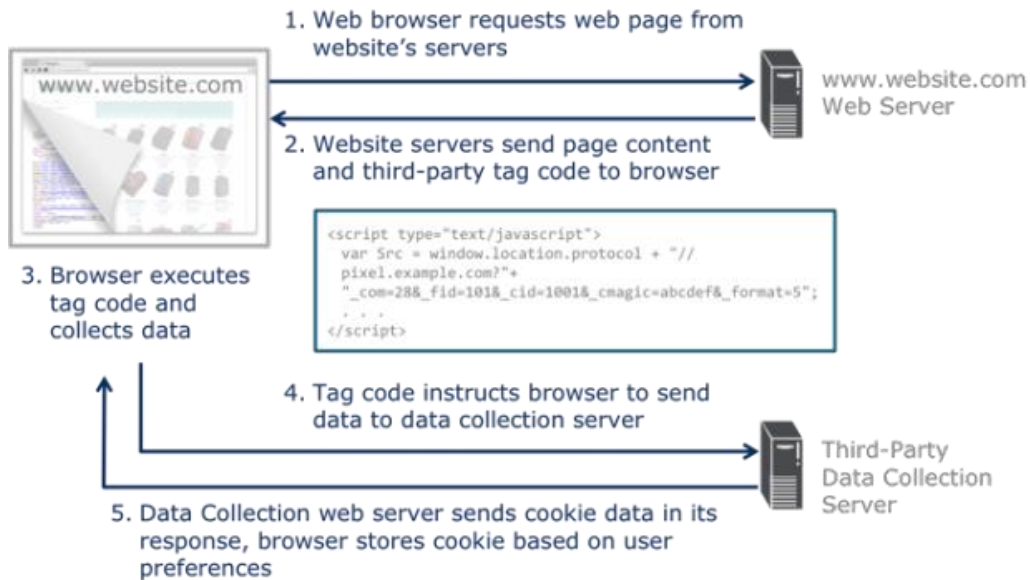 1. Web browser requests web page from
website's servers
www.website.com
www.website.com
Web Server
2. Website servers send page content
and third-party tag code to browser
<script type="text/javascript">
var Src = window.location.protocol + "//
pixel.example.com?"+
"_com=28&_fid=101&_cid=1001&_cmagic=abcdef&_format=5";
. . .
</script>
3. Browser executes
tag code and
collects data
4. Tag code instructs browser to send
data to data collection server
Third-Party
Data Collection
Server
5. Data Collection web server sends cookie data in its
response, browser stores cookie based on user
preferences